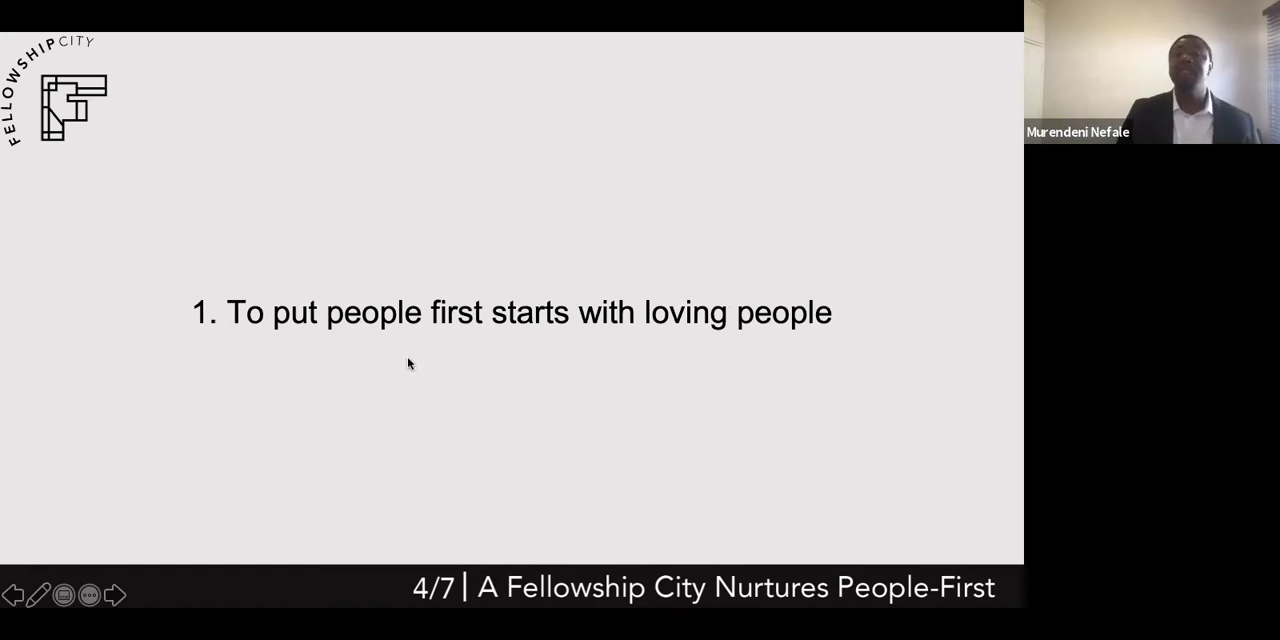 FELLOWSHIP CITY
Murendeni Nefale
1. To put people first starts with loving people
4/7 | A Fellowship City Nurtures People-First